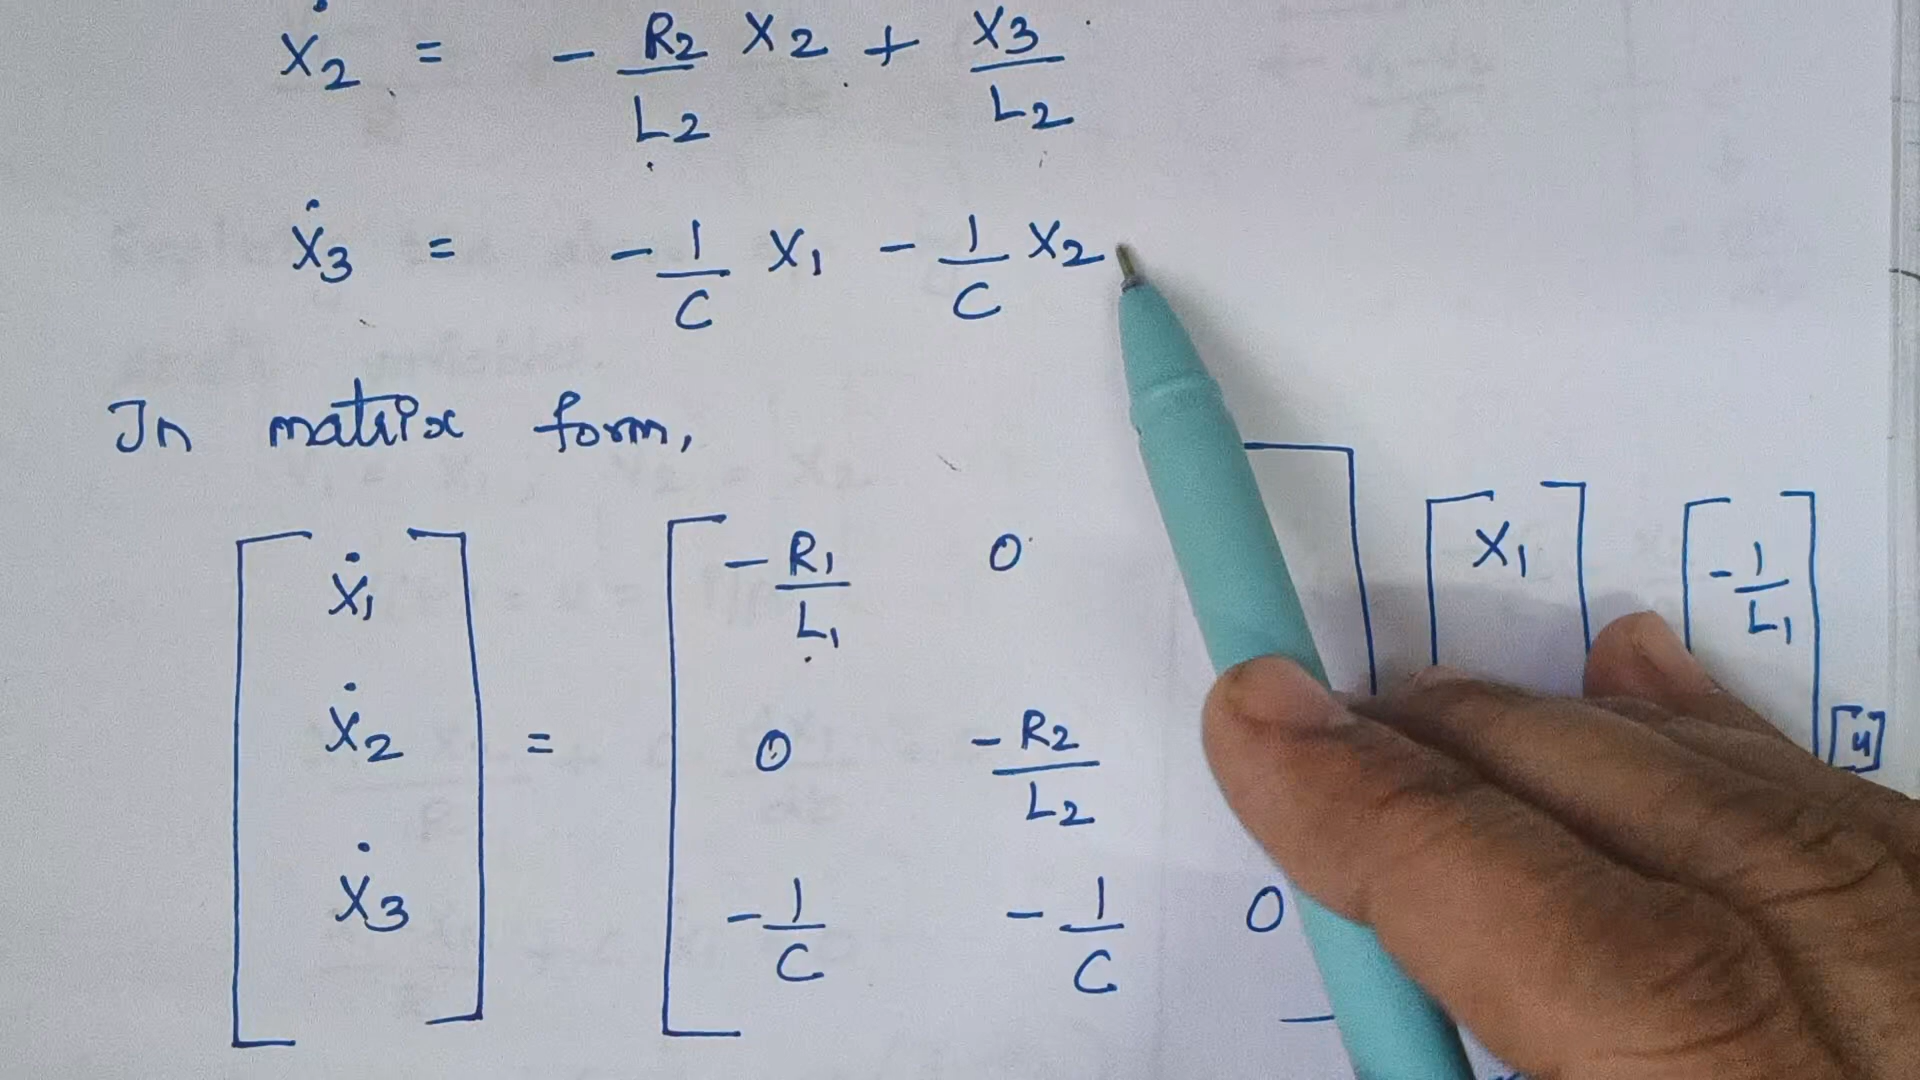 Ẋ2 = - R2/L2 X2 + X3/L2
Ẋ3 = - 1/C X1 - 1/C X2
In matrix form,
[Ẋ1 Ẋ2 Ẋ3] = [-R1/L1 0
0 -R2/L2
-1/C -1/C 0] [X1] [-1/L1] [u]